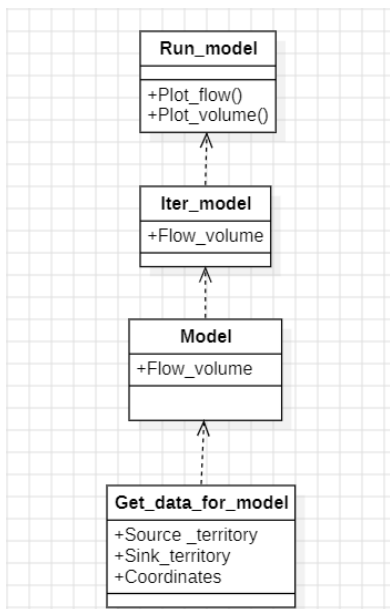 Run_model
+Plot_flow()
+Plot_volume()
Iter_model
+Flow_volume
Model
+Flow_volume
Get_data_for_model
+Source _territory
+Sink_territory
+Coordinates